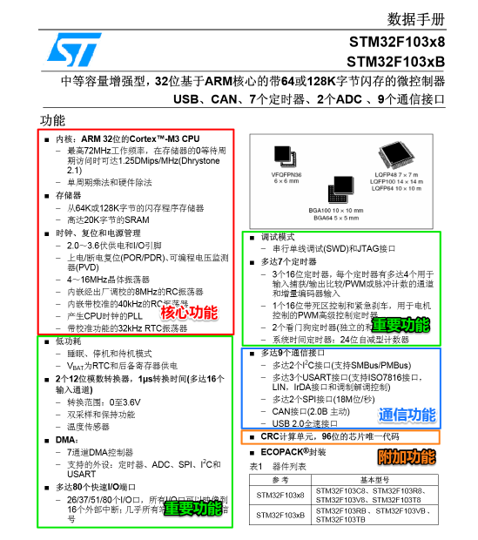 数据手册
STM32F103x8
STM32F103xB
中等容量增强型，32位基于ARM核心的带64或128K字节闪存的微控制器
USB、CAN、7个定时器、2个ADC 、9个通信接口
功能
■ 内核：ARM 32位的Cortex™-M3 CPU
− 最高72MHz工作频率，在存储器的0等待周
期访问时可达1.25DMips/MHz(Dhrystone
2.1)
− 单周期乘法和硬件除法
■ 存储器
− 从64K或128K字节的闪存程序存储器
− 高达20K字节的SRAM
■ 时钟、复位和电源管理
− 2.0～3.6伏供电和I/O引脚
− 上电/断电复位(POR/PDR)、可编程电压监测
器(PVD)
− 4～16MHz晶体振荡器
− 内嵌经出厂调校的8MHz的RC振荡器
− 内嵌带校准的40kHz的RC振荡器
− 产生CPU时钟的PLL
− 带校准功能的32kHz RTC振荡器
核心功能
■ 低功耗
− 睡眠、停机和待机模式
− VBAT为RTC和后备寄存器供电
■ 2个12位模数转换器，1μs转换时间(多达16个
输入通道)
− 转换范围：0至3.6V
− 双采样和保持功能
− 温度传感器
■ DMA：
− 7通道DMA控制器
− 支持的外设：定时器、ADC、SPI、I²C和
USART
■ 多达80个快速I/O端口
− 26/37/51/80个I/O口，所有I/O口
16个外部中断；几乎所有
号
重要功能
VFQFPN36
6 x 6 mm
LQFP48 7 x 7 m
LQFP100 14 x 14 m
LQFP64 10 x 10 m
BGA100 10 x 10 mm
BGA64 5 x 5 mm
■ 调试模式
− 串行单线调试(SWD)和JTAG接口
■ 多达7个定时器
− 3个16位定时器，每个定时器有多达4个用于
输入捕获/输出比较/PWM或脉冲计数的通道
和增量编码器输入
− 1个16位带死区控制和紧急刹车，用于电机
控制的PWM高级控制定时器
− 2个看门狗定时器(独立的和
− 系统时间定时器：24位自减型计数器
重要功能
■ 多达9个通信接口
− 多达2个I²C接口(支持SMBus/PMBus)
− 多达3个USART接口(支持ISO7816接口，
LIN，IrDA接口和调制解调控制)
− 多达2个SPI接口(18M位/秒)
− CAN接口(2.0B 主动)
− USB 2.0全速接口
通信功能
■ CRC计算单元，96位的芯片唯一代码
■ ECOPACK®封装
附加功能
表1 器件列表
参 考 基本型号
STM32F103x8 STM32F103C8、STM32F103R8、
STM32F103V8、STM32F103T8
STM32F103xB STM32F103RB、STM32F103VB、
STM32F103TB